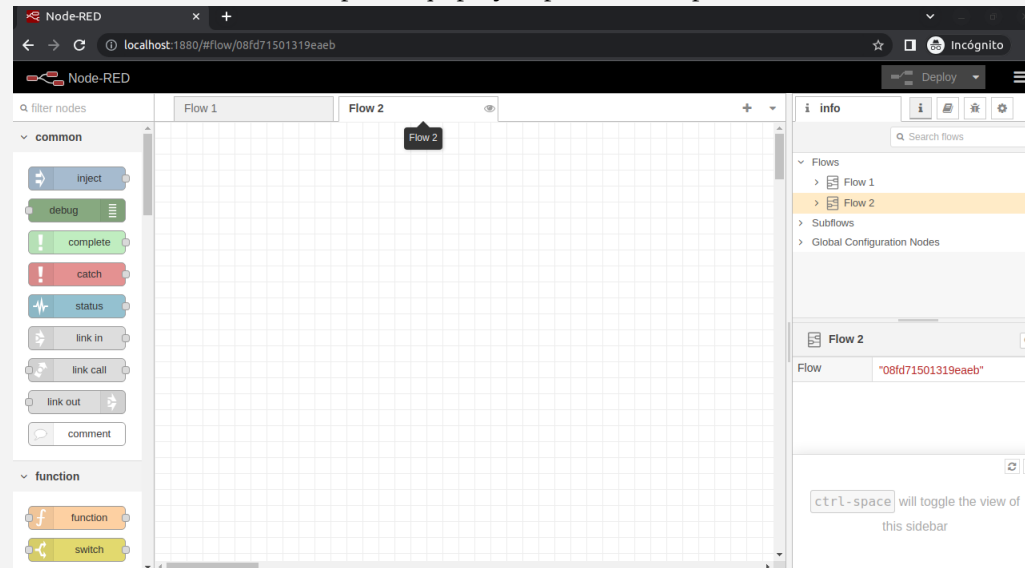 Node-RED
localhost:1880/#flow/08fd71501319eaeb
Incógnito
Node-RED
Deploy
filter nodes
Flow 1
Flow 2
info
i
common
Flow 2
Search flows
Flows
inject
Flow 1
debug
Flow 2
complete
Subflows
Global Configuration Nodes
catch
status
link in
Flow 2
link call
Flow
"08fd71501319eaeb"
link out
comment
function
ctrl-space will toggle the view of
this sidebar
function
switch